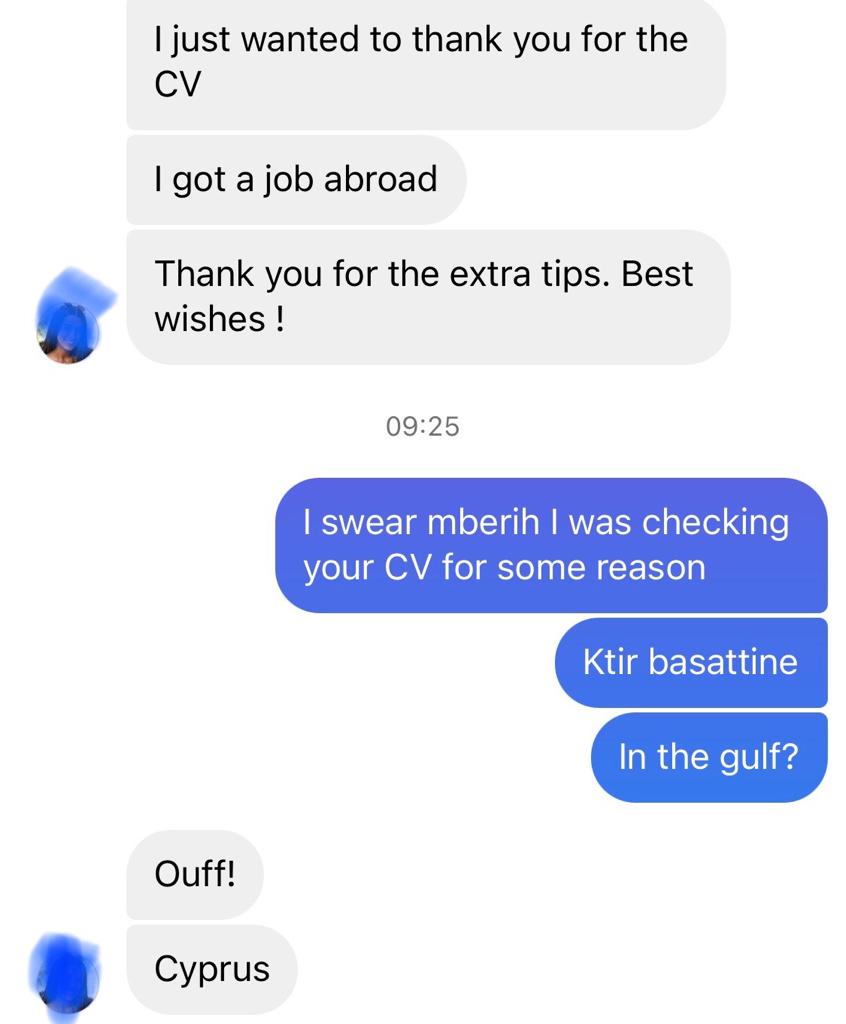 I just wanted to thank you for the
CV
I got a job abroad
Thank you for the extra tips. Best
wishes !
09:25
I swear mberih I was checking
your CV for some reason
Ktir basattine
In the gulf?
Ouff!
Cyprus